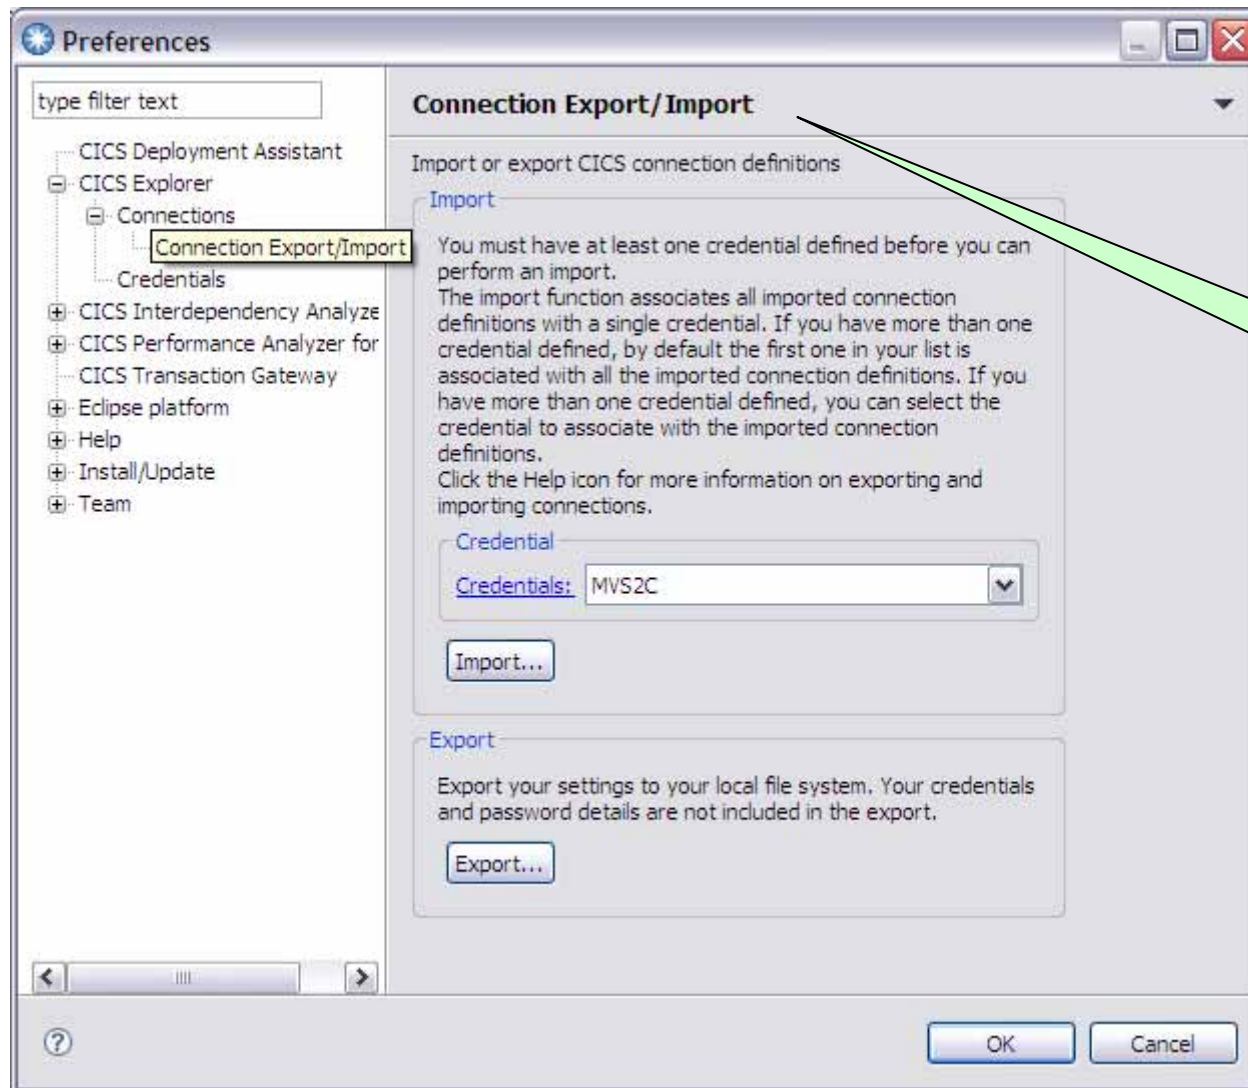 Preferences
type filter text
CICS Deployment Assistant
CICS Explorer
Connections
Connection Export/Import
Credentials
CICS Interdependency Analyze
CICS Performance Analyzer for
CICS Transaction Gateway
Eclipse platform
Help
Install/Update
Team
Connection Export/Import
Import or export CICS connection definitions
Import
You must have at least one credential defined before you can
perform an import.
The import function associates all imported connection
definitions with a single credential. If you have more than one
credential defined, by default the first one in your list is
associated with all the imported connection definitions. If you
have more than one credential defined, you can select the
credential to associate with the imported connection
definitions.
Click the Help icon for more information on exporting and
importing connections.
Credential
Credentials: MVS2C
Import...
Export
Export your settings to your local file system. Your credentials
and password details are not included in the export.
Export...
?
OK
Cancel